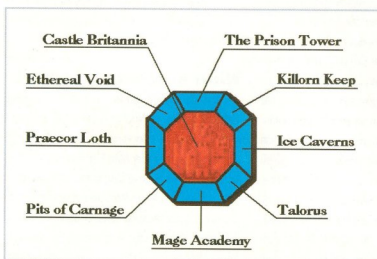 Castle Britannia
The Prison Tower
Ethereal Void
Killorn Keep
Praecor Loth
Ice Caverns
Pits of Carnage
Talorus
Mage Academy